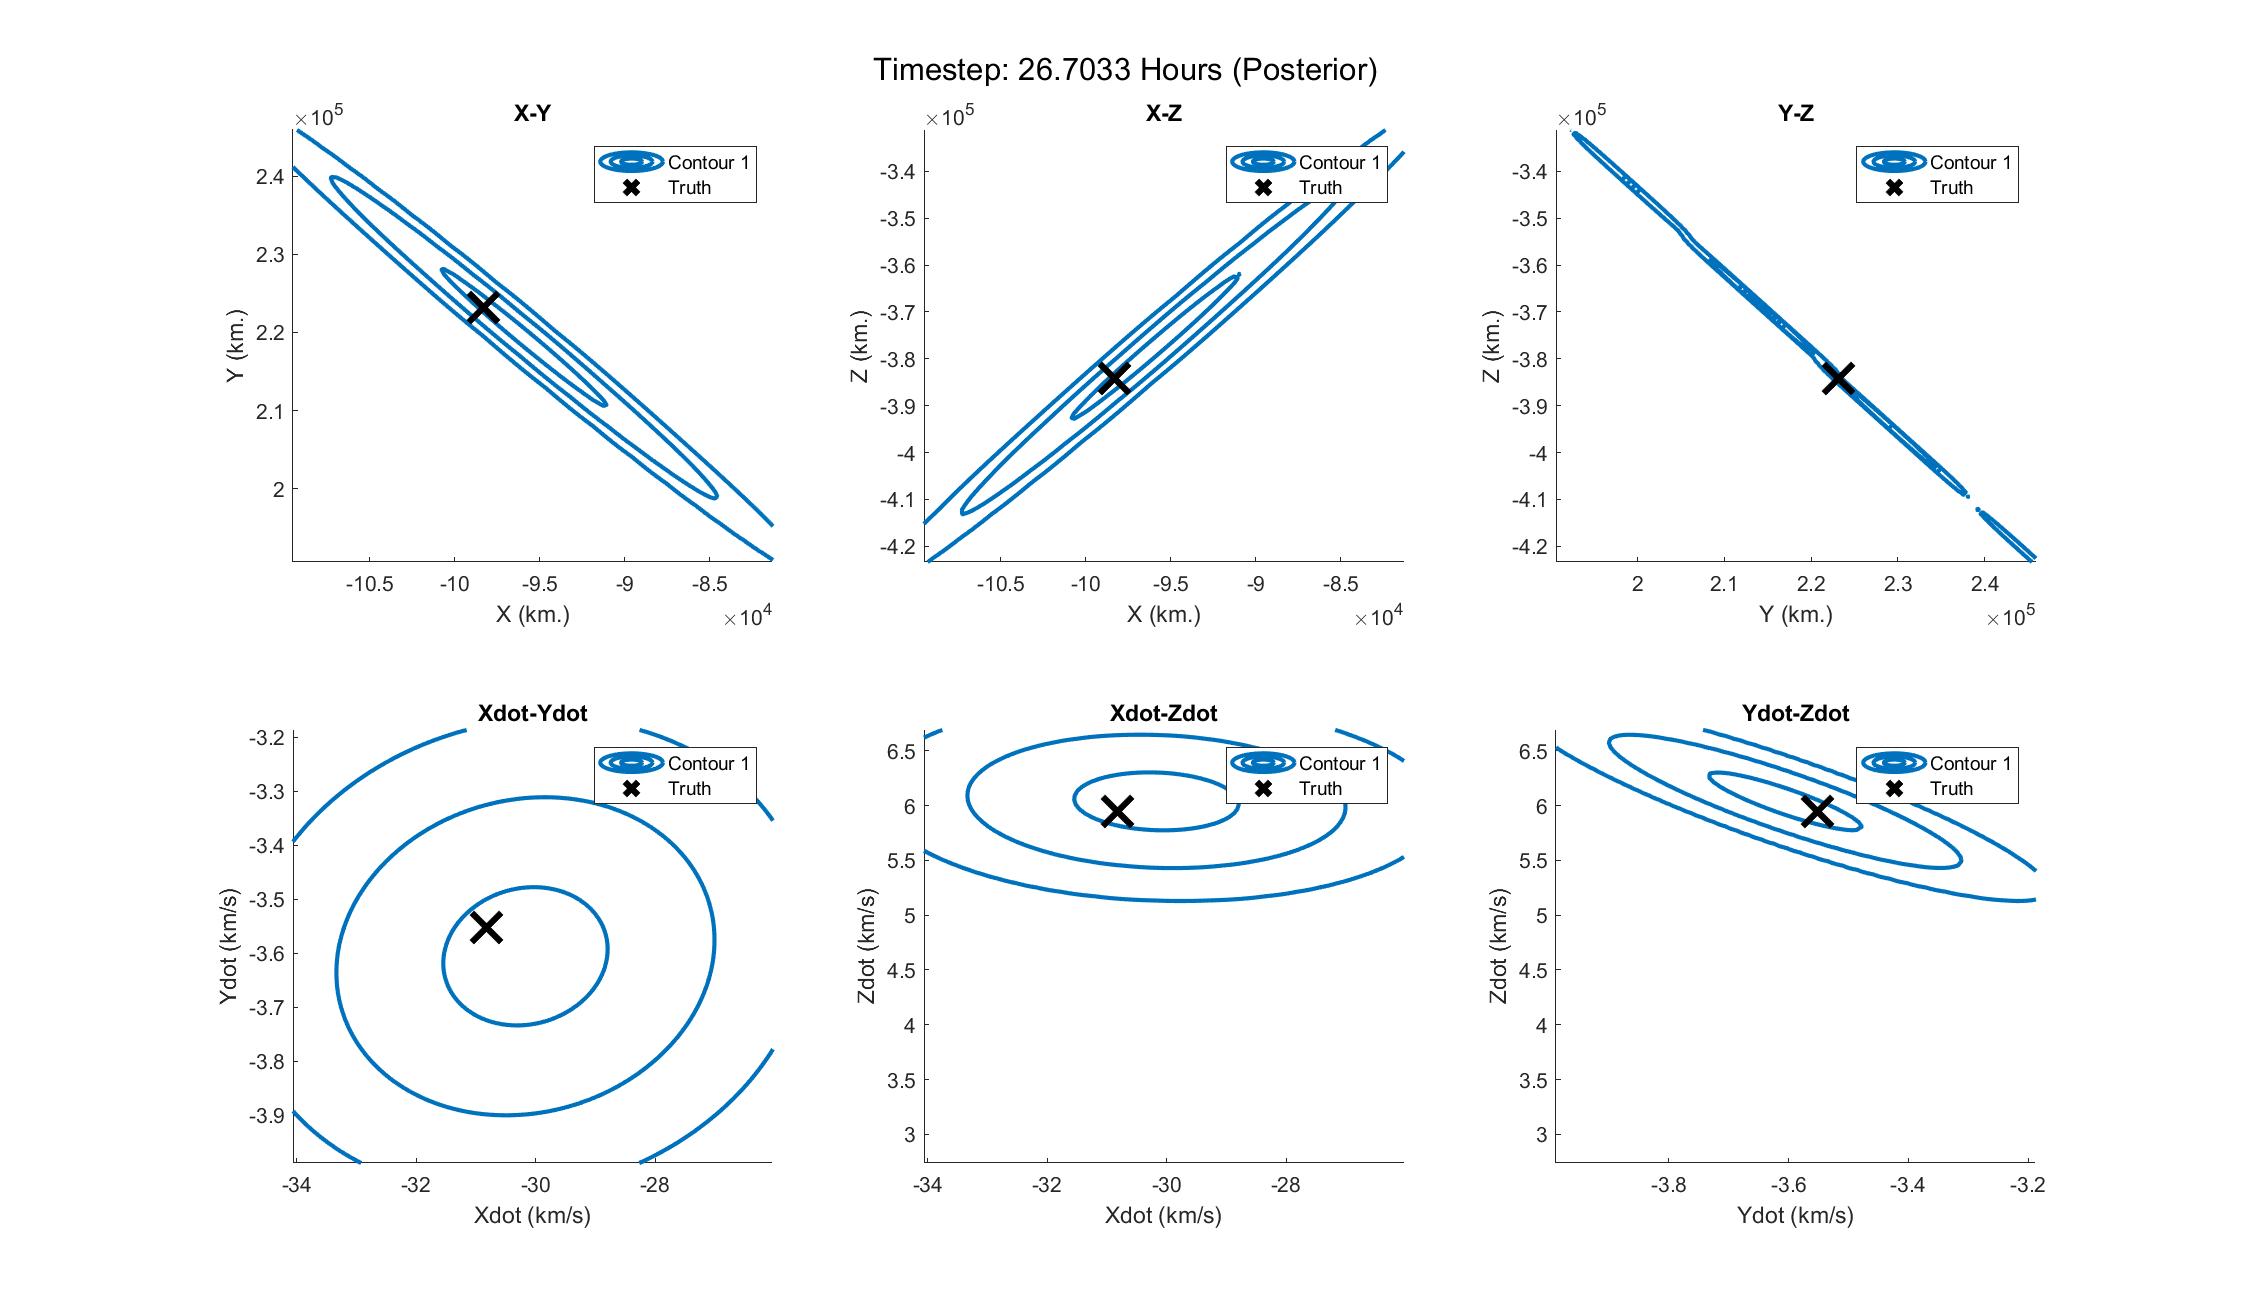 Timestep: 26.7033 Hours (Posterior)
X-Y
×10^5
2.4
2.3
2.2
2.1
2
Y (km.)
-10.5 -10 -9.5 -9 -8.5
X (km.)
×10^4
Contour 1
Truth
X-Z
×10^5
-3.4
-3.5
-3.6
-3.7
-3.8
-3.9
-4
-4.1
-4.2
Z (km.)
-10.5 -10 -9.5 -9 -8.5
X (km.)
×10^4
Contour 1
Truth
Y-Z
×10^5
-3.4
-3.5
-3.6
-3.7
-3.8
-3.9
-4
-4.1
-4.2
Z (km.)
2 2.1 2.2 2.3 2.4
Y (km.)
×10^5
Contour 1
Truth
Xdot-Ydot
-3.2
-3.3
-3.4
-3.5
-3.6
-3.7
-3.8
-3.9
Ydot (km/s)
-34 -32 -30 -28
Xdot (km/s)
Contour 1
Truth
Xdot-Zdot
6.5
6
5.5
5
4.5
4
3.5
3
Zdot (km/s)
-34 -32 -30 -28
Xdot (km/s)
Contour 1
Truth
Ydot-Zdot
6.5
6
5.5
5
4.5
4
3.5
3
Zdot (km/s)
-3.8 -3.6 -3.4 -3.2
Ydot (km/s)
Contour 1
Truth